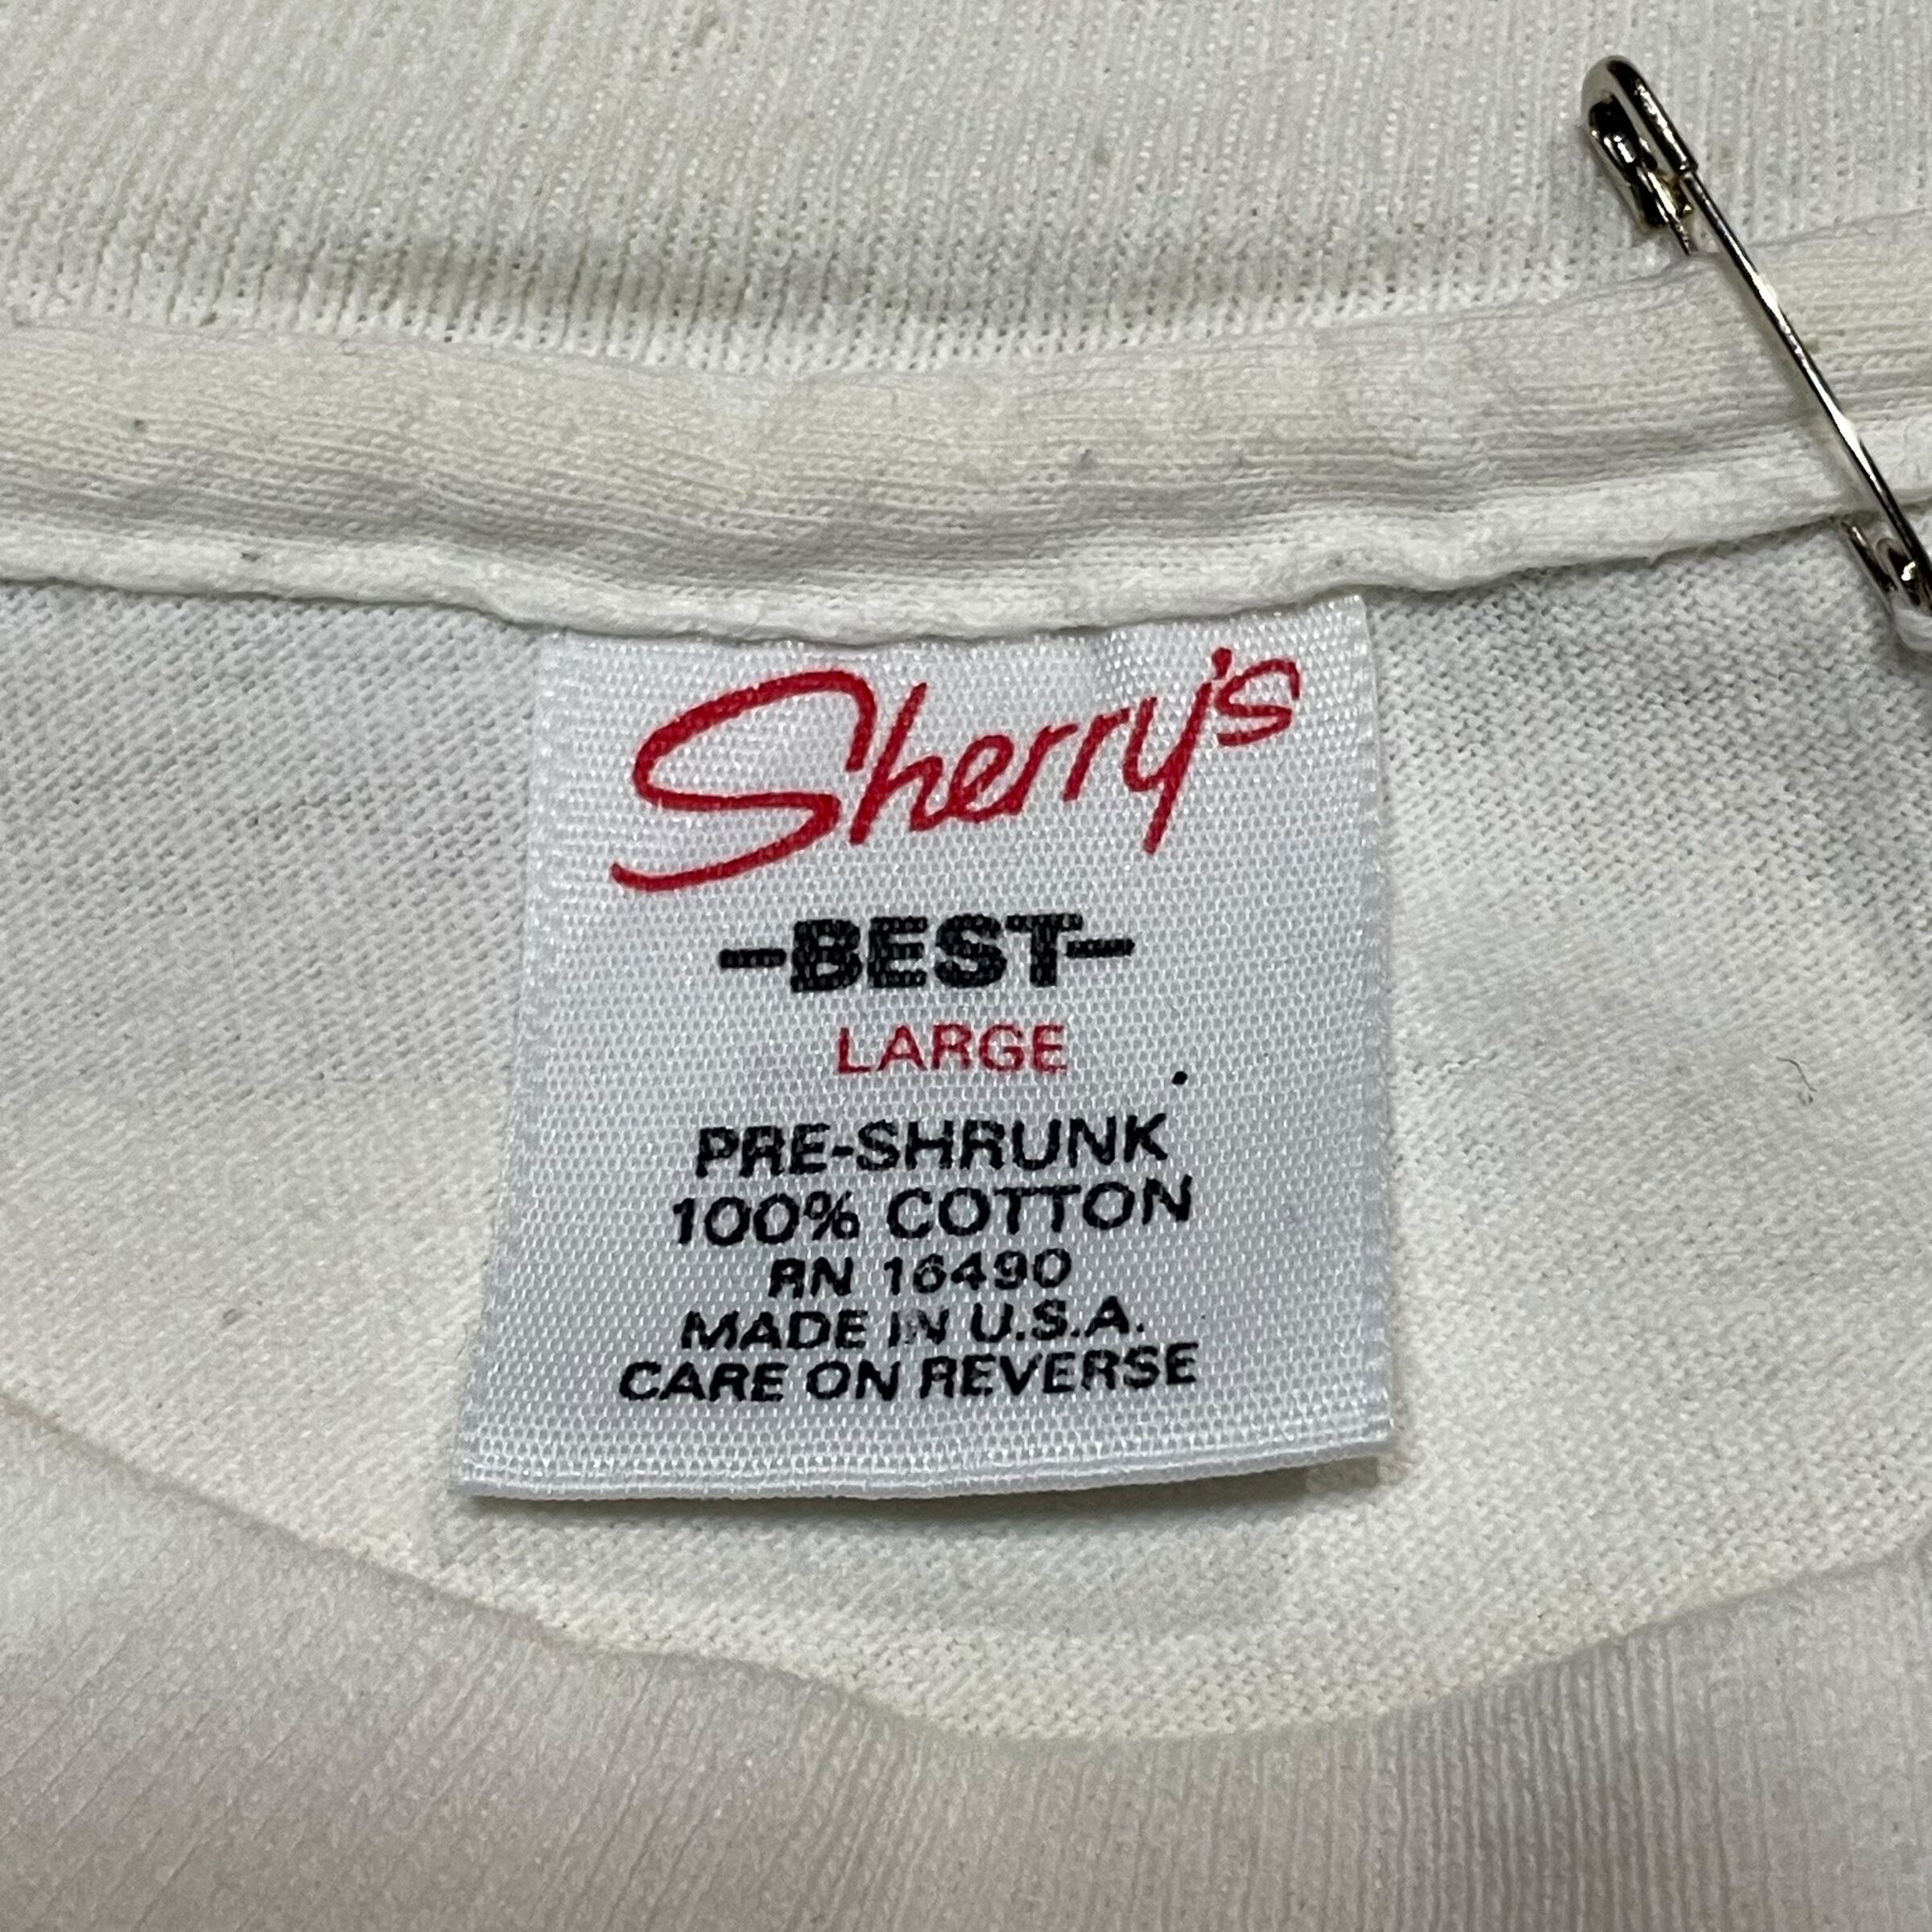 Sherry's
-BEST-
LARGE
PRE-SHRUNK
100% COTTON
RN 16490
MADE IN U.S.A.
CARE ON REVERSE